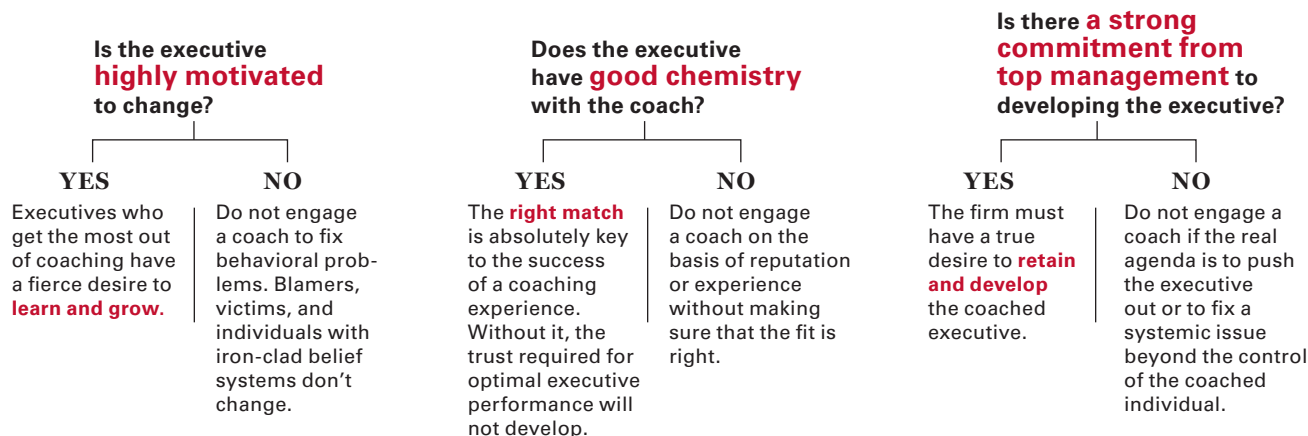 Is the executive
highly motivated
to change?
YES
Executives who
get the most out
of coaching have
a fierce desire to
learn and grow.
NO
Do not engage
a coach to fix
behavioral prob-
lems. Blamers,
victims, and
individuals with
iron-clad belief
systems don’t
change.
Does the executive
have good chemistry
with the coach?
YES
The right match
is absolutely key
to the success
of a coaching
experience.
Without it, the
trust required for
optimal executive
performance will
not develop.
NO
Do not engage
a coach on the
basis of reputation
or experience
without making
sure that the fit is
right.
Is there a strong
commitment from
top management to
developing the executive?
YES
The firm must
have a true
desire to retain
and develop
the coached
executive.
NO
Do not engage a
coach if the real
agenda is to push
the executive
out or to fix a
systemic issue
beyond the control
of the coached
individual.